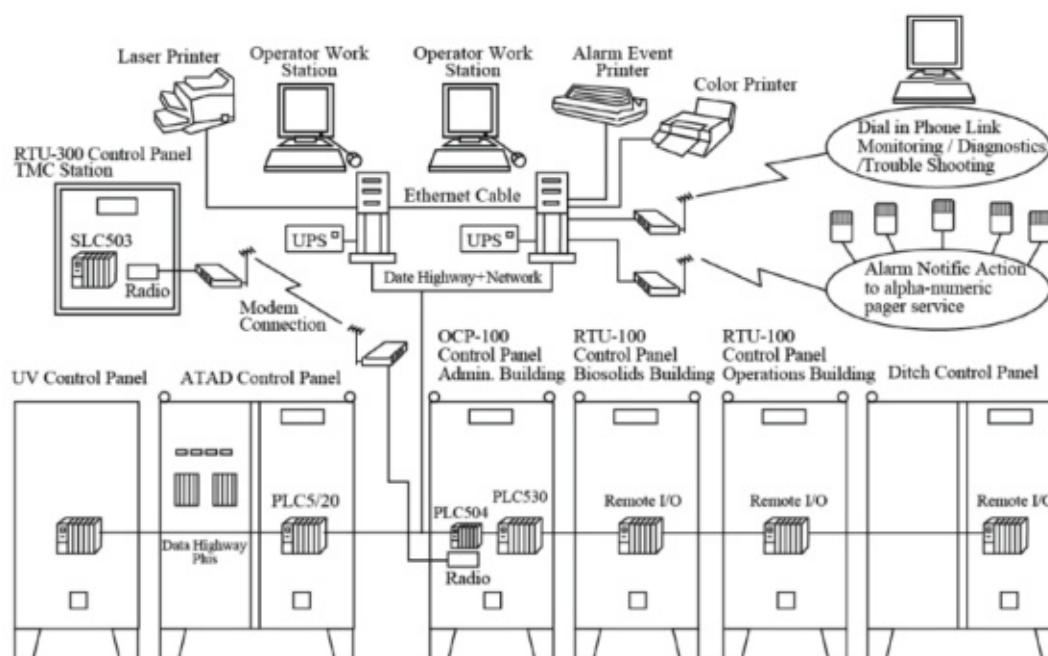 Laser Printer
Operator Work
Station
Operator Work
Station
Alarm Event
Printer
Color Printer
Dial in Phone Link
Monitoring / Diagnostics
/Trouble Shooting
RTU-300 Control Panel
TMC Station
SLC503
Radio
Ethernet Cable
UPS
UPS
Date Highway+Network
Modem
Connection
Alarm Notific Action
to alpha-numeric
pager service
UV Control Panel
ATAD Control Panel
OCP-100
Control Panel
Admin. Building
RTU-100
Control Panel
Biosolids Building
RTU-100
Control Panel
Operations Building
Ditch Control Panel
Data Highway
Plus
PLC5/20
PLC504
PLC530
Radio
Remote I/O
Remote I/O
Remote I/O